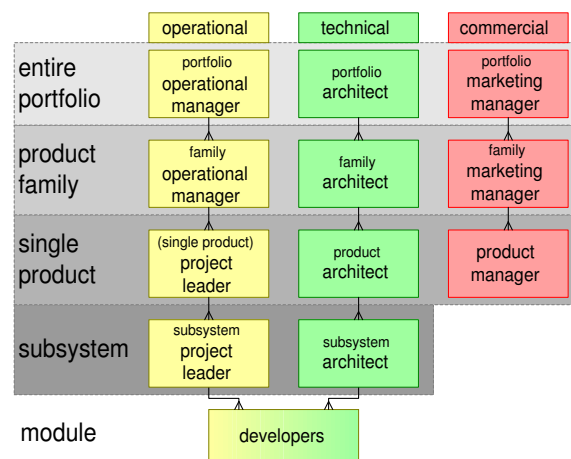 operational technical commercial
entire
portfolio
portfolio
operational
manager
portfolio
architect
portfolio
marketing
manager
product
family
family
operational
manager
family
architect
family
marketing
manager
single
product
(single product)
project
leader
product
architect
product
manager
subsystem
subsystem
project
leader
subsystem
architect
module
developers